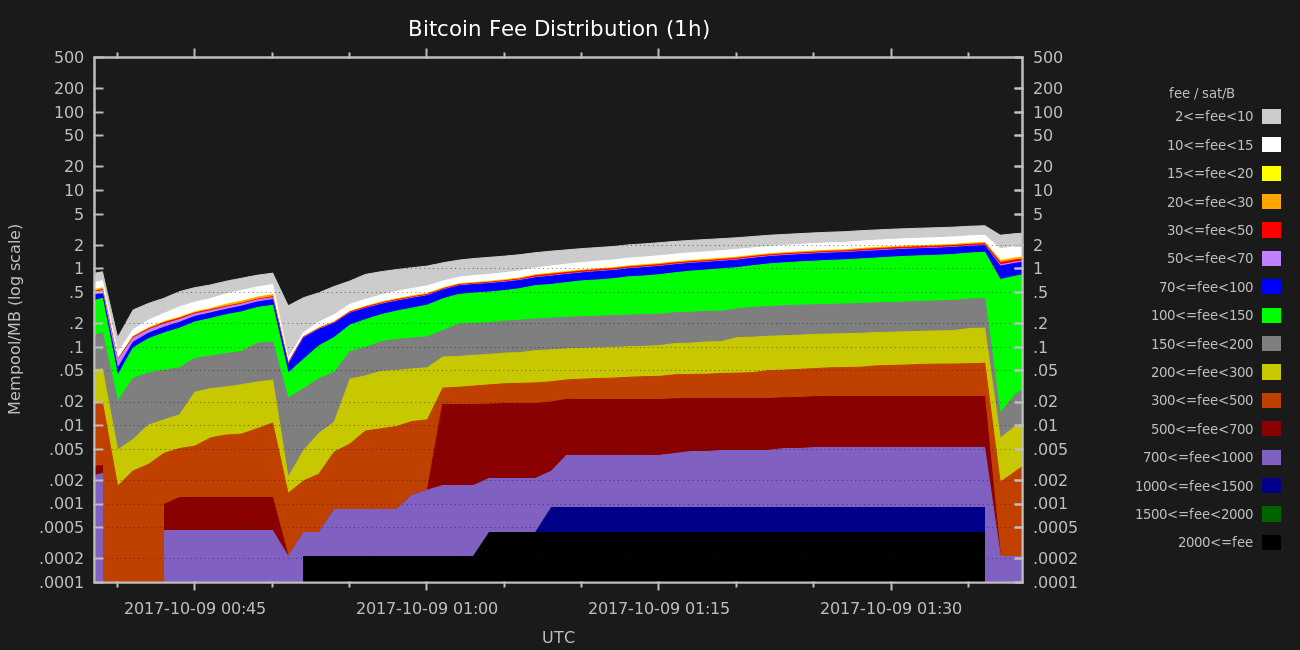 Bitcoin Fee Distribution (1h)
Mempool/MB (log scale)
500
200
100
50
20
10
5
2
1
.5
.2
.1
.05
.02
.01
.005
.002
.001
.0005
.0002
.0001
500
200
100
50
20
10
5
2
1
.5
.2
.1
.05
.02
.01
.005
.002
.001
.0005
.0002
.0001
2017-10-09 00:45
2017-10-09 01:00
2017-10-09 01:15
2017-10-09 01:30
UTC
fee / sat/B
2<=fee<10
10<=fee<15
15<=fee<20
20<=fee<30
30<=fee<50
50<=fee<70
70<=fee<100
100<=fee<150
150<=fee<200
200<=fee<300
300<=fee<500
500<=fee<700
700<=fee<1000
1000<=fee<1500
1500<=fee<2000
2000<=fee